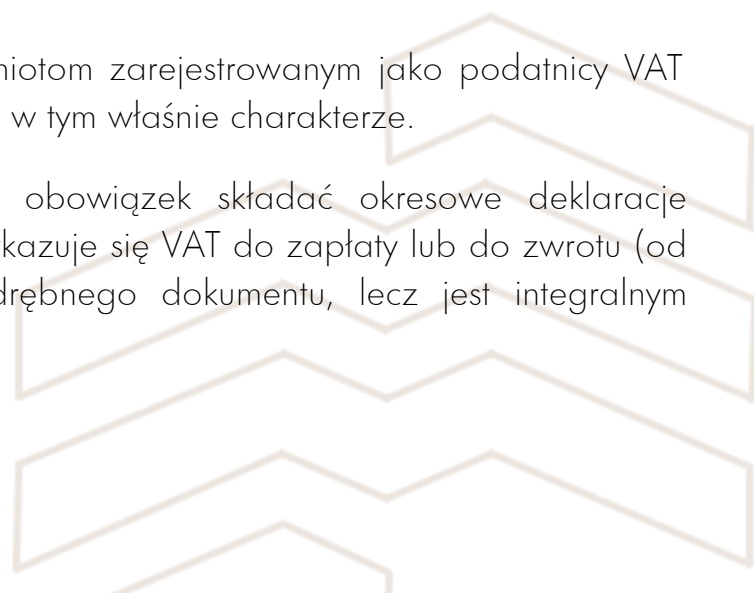 miotom zarejestrowanym jako podatnicy VAT
w tym właśnie charakterze.
obowiązek składać okresowe deklaracje
kazuje się VAT do zapłaty lub do zwrotu (od
drębnego dokumentu, lecz jest integralnym